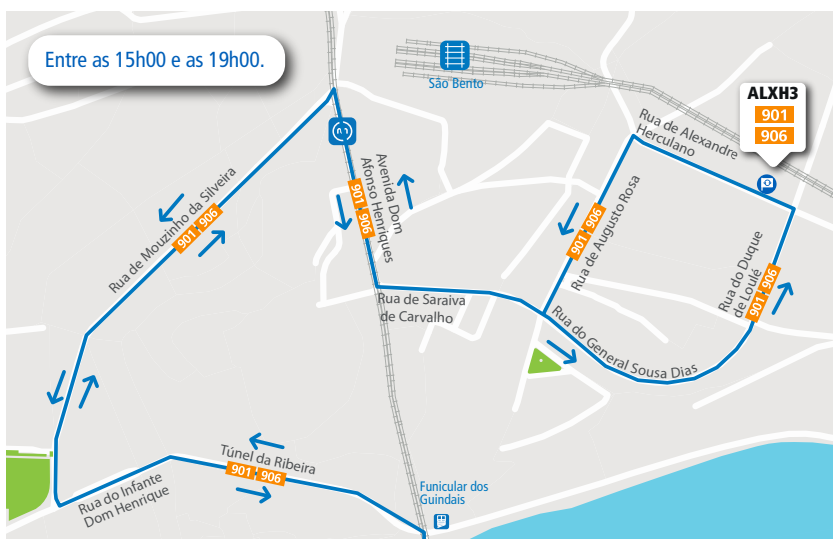 Entre as 15h00 e as 19h00.
São Bento
ALXH3
901
906
Rua de Alexandre
Herculano
Avenida Dom
Afonso Henriques
901 906
Rua de Mouzinho da Silveira
901 906
Rua de Augusto Rosa
901 906
Rua do Duque
de Loulé
901 906
Rua de Saraiva
de Carvalho
Rua do General Sousa Dias
Túnel da Ribeira
901 906
Rua do Infante
Dom Henrique
Funicular dos
Guindais